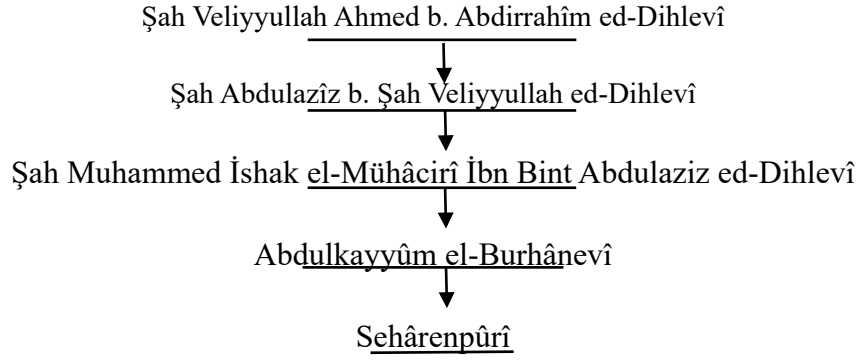 Şah Veliyyullah Ahmed b. Abdirrahîm ed-Dihlevî
Şah Abdulazîz b. Şah Veliyyullah ed-Dihlevî
Şah Muhammed İshak el-Mühâcirî İbn Bint Abdulaziz ed-Dihlevî
Abdulkayyûm el-Burhânevî
Sehârenpûrî